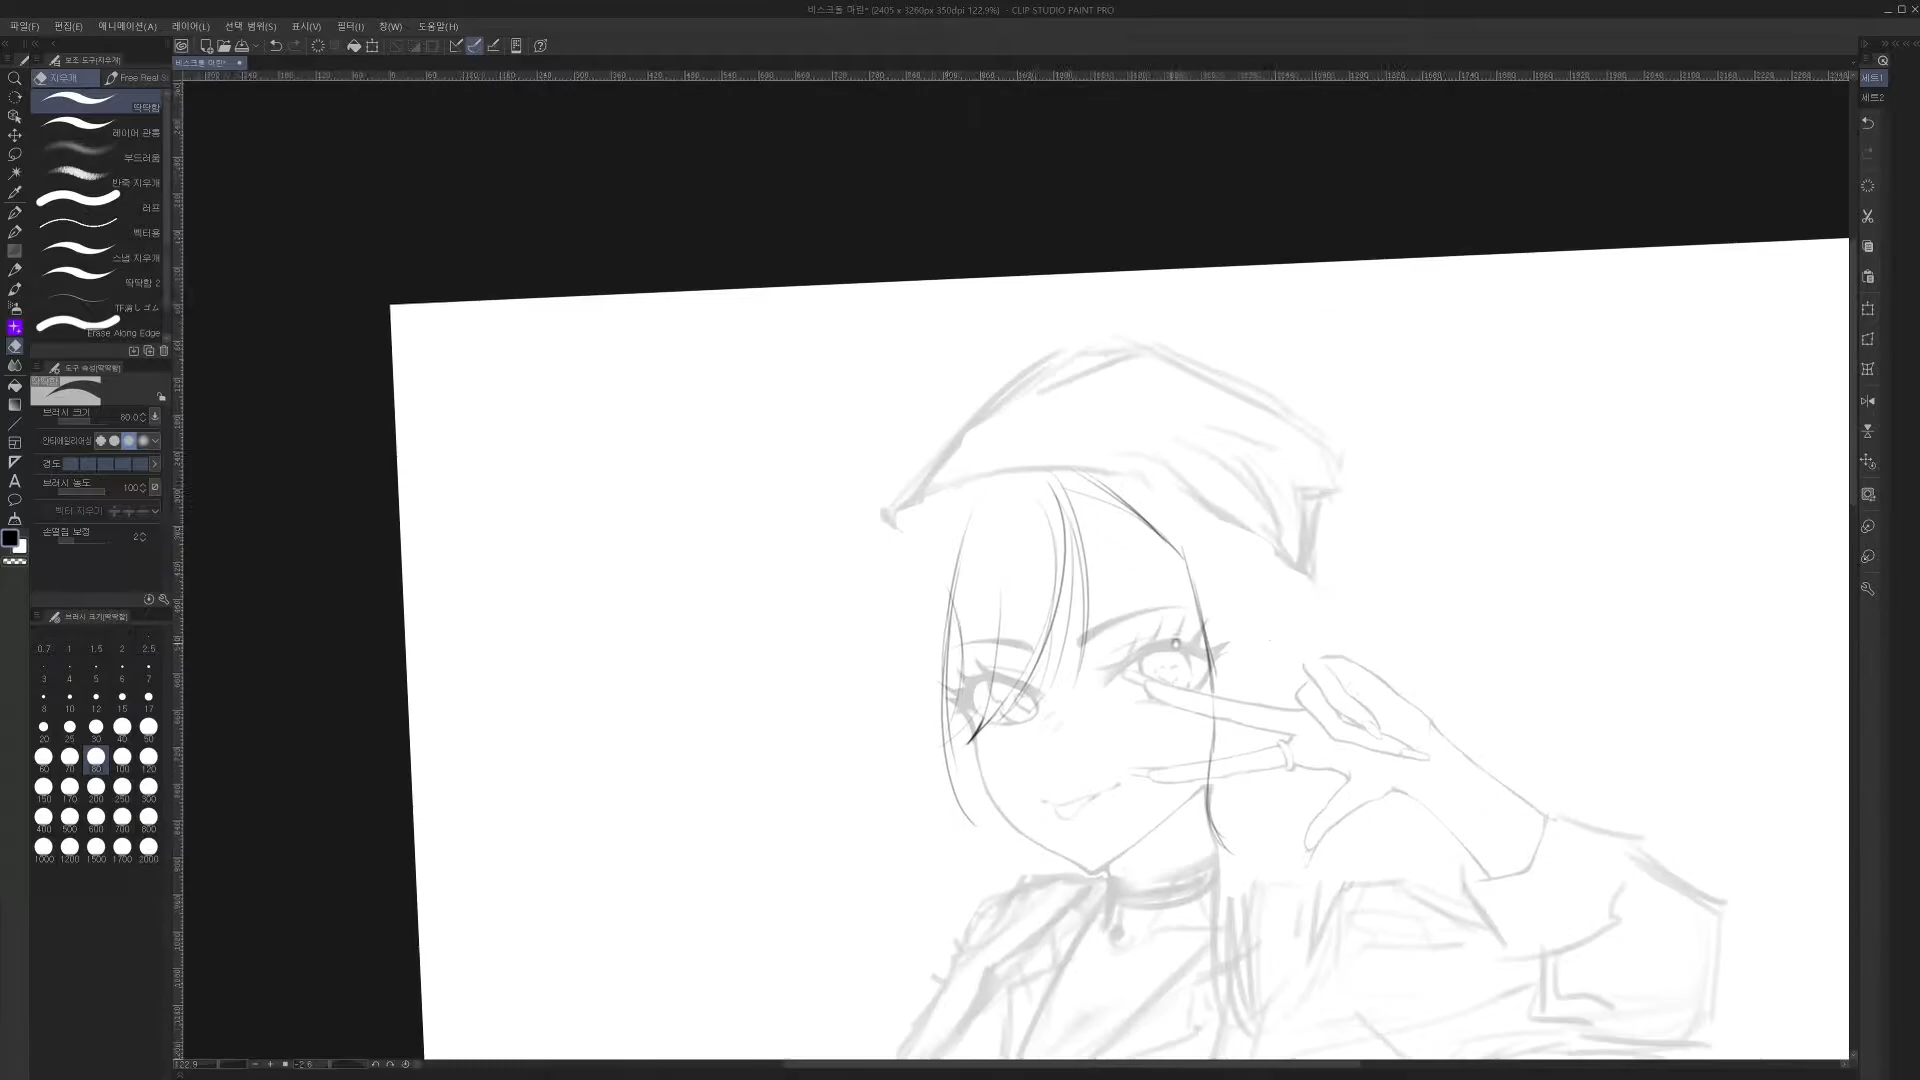 비스크돌 마린* (2405 x 3260px 350dpi 122.9%) - CLIP STUDIO PAINT PRO
파일(F) 편집(E) 애니메이션(A) 레이어(L) 선택 범위(S) 표시(V) 필터(I) 창(W) 도움말(H)
보조 도구[지우개]
비스크돌 마린*
지우개 Free Real S
딱딱함
레이어 관통
부드러움
반죽 지우개
러프
벡터용
스냅 지우개
딱딱함 2
TF消しゴム
Erase Along Edge
도구 속성[딱딱함]
딱딱함
브러시 크기 80.0
안티에일리어싱
경도
브러시 농도 100
벡터 지우기
손떨림 보정 2
브러시 크기[딱딱함]
0.7 1 1.5 2 2.5
3 4 5 6 7
8 10 12 15 17
20 25 30 40 50
60 70 80 100 120
150 170 200 250 300
400 500 600 700 800
1000 1200 1500 1700 2000
세트1
세트2
122.9 -2.6